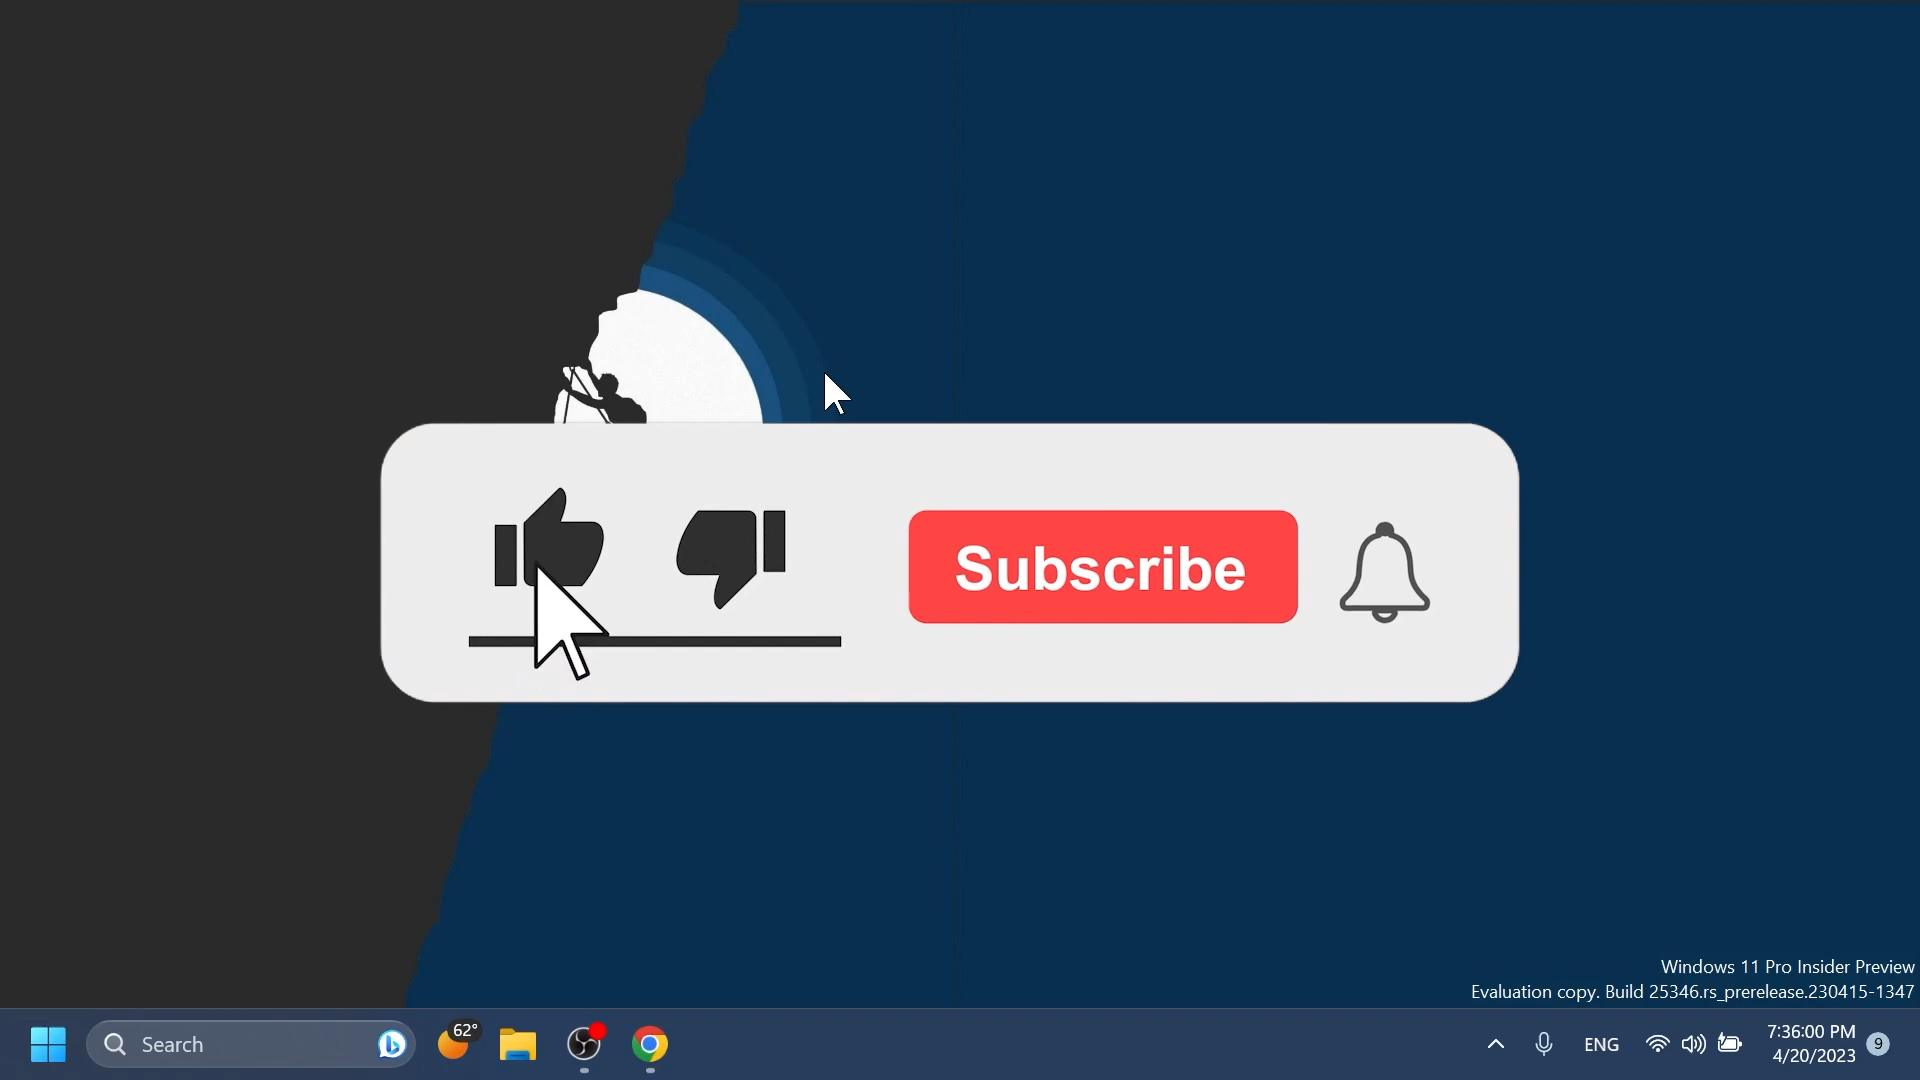 Subscribe
Windows 11 Pro Insider Preview
Evaluation copy. Build 25346.rs_prerelease.230415-1347
Search
62°
ENG
7:36:00 PM
4/20/2023
9